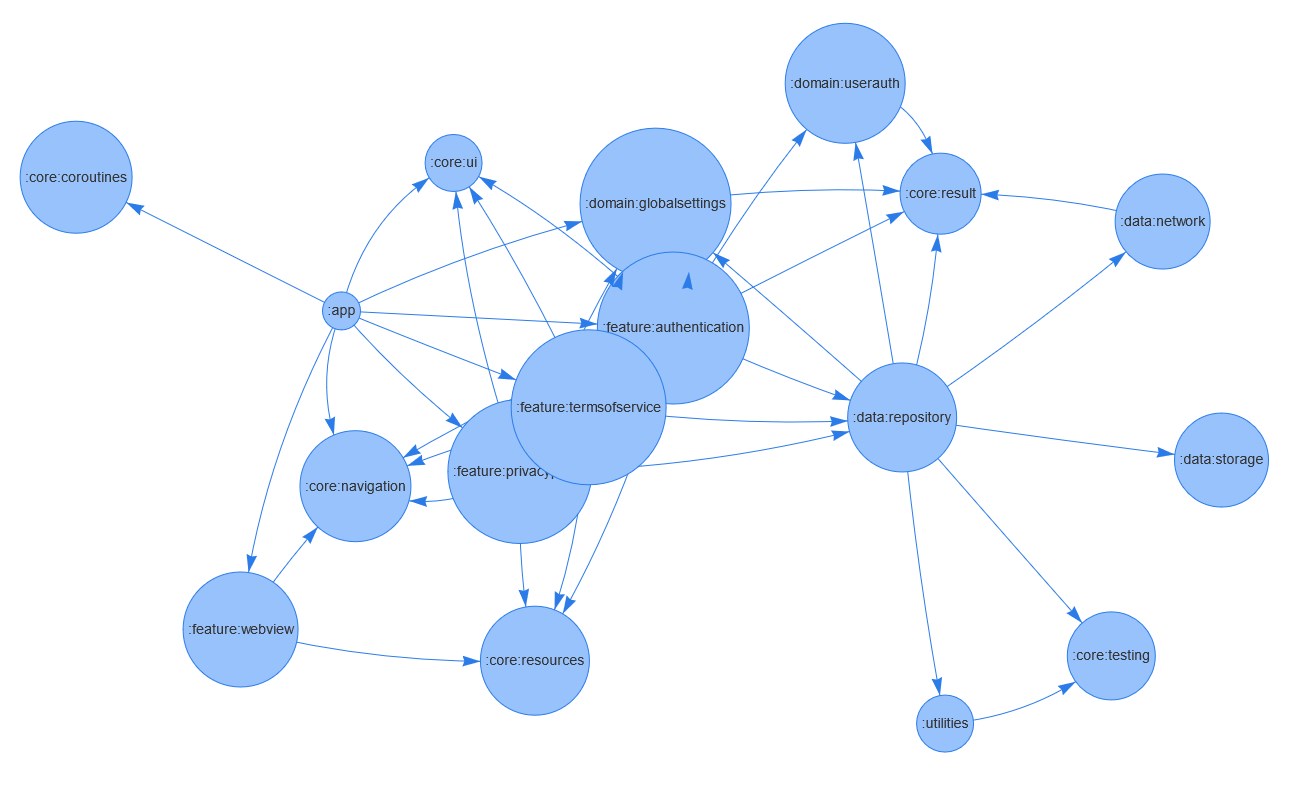 :domain:userauth
:core:ui
:core:coroutines
:core:result
:domain:globalsettings
:data:network
:app
:feature:authentication
:feature:termsofservice
:data:repository
:data:storage
:feature:privacy
:core:navigation
:feature:webview
:core:resources
:core:testing
:utilities